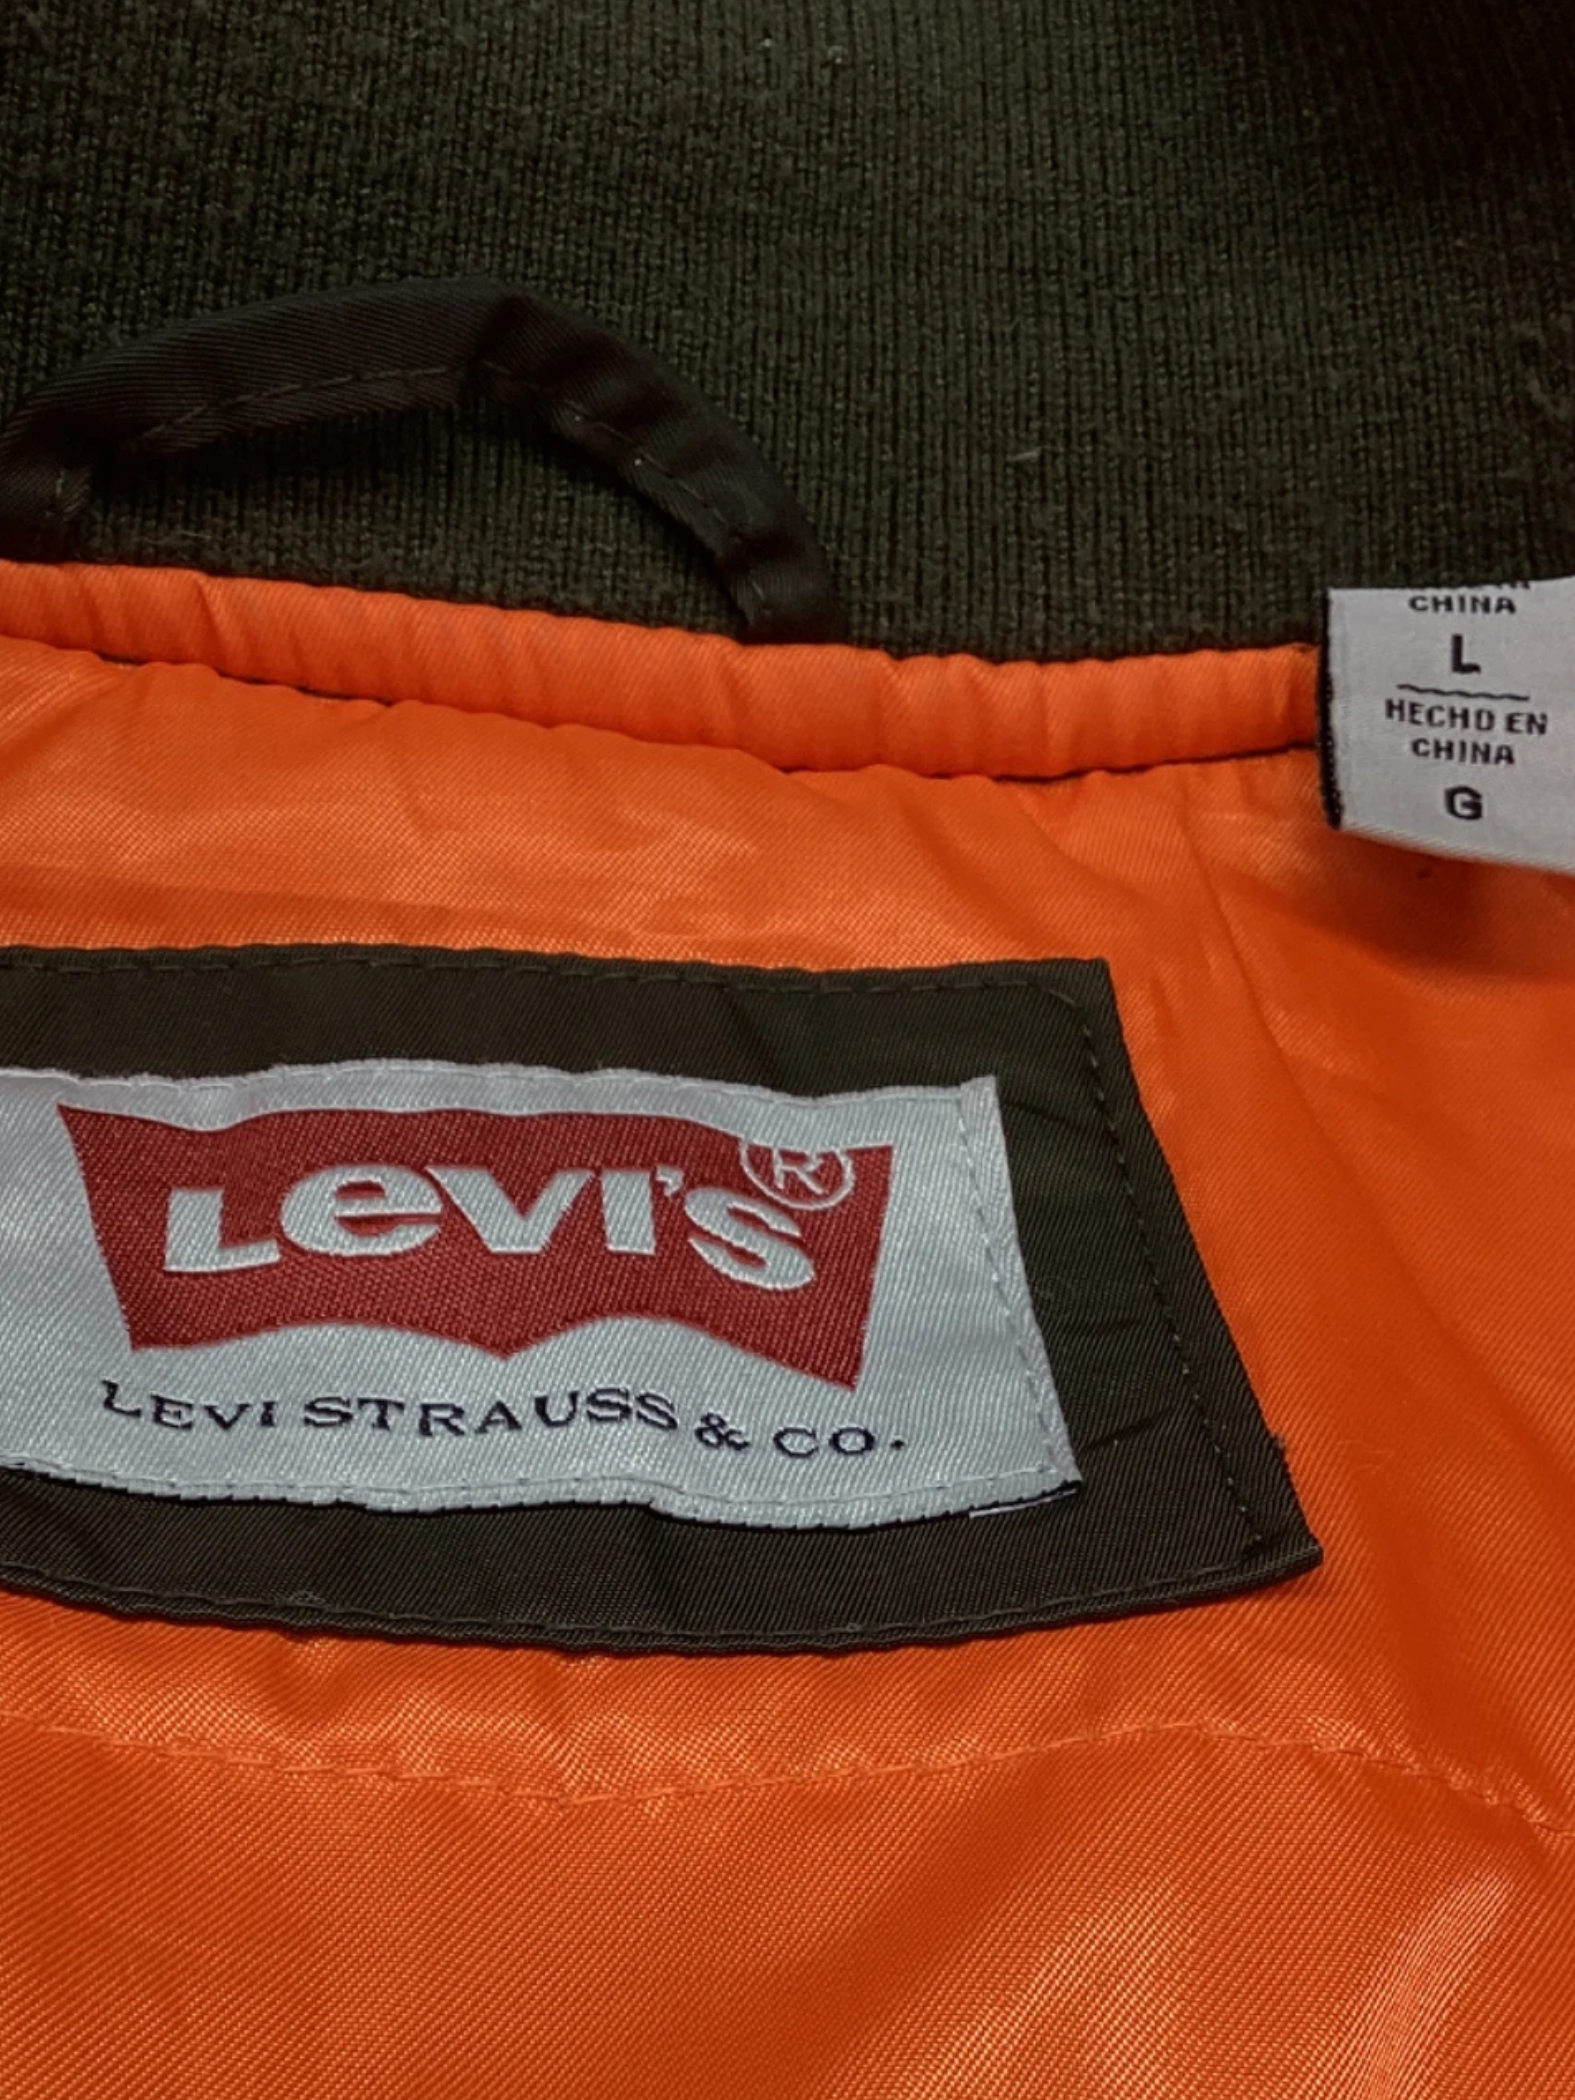 CHINA
L
HECHO EN
CHINA
G
Levi's®
LEVI STRAUSS & CO.